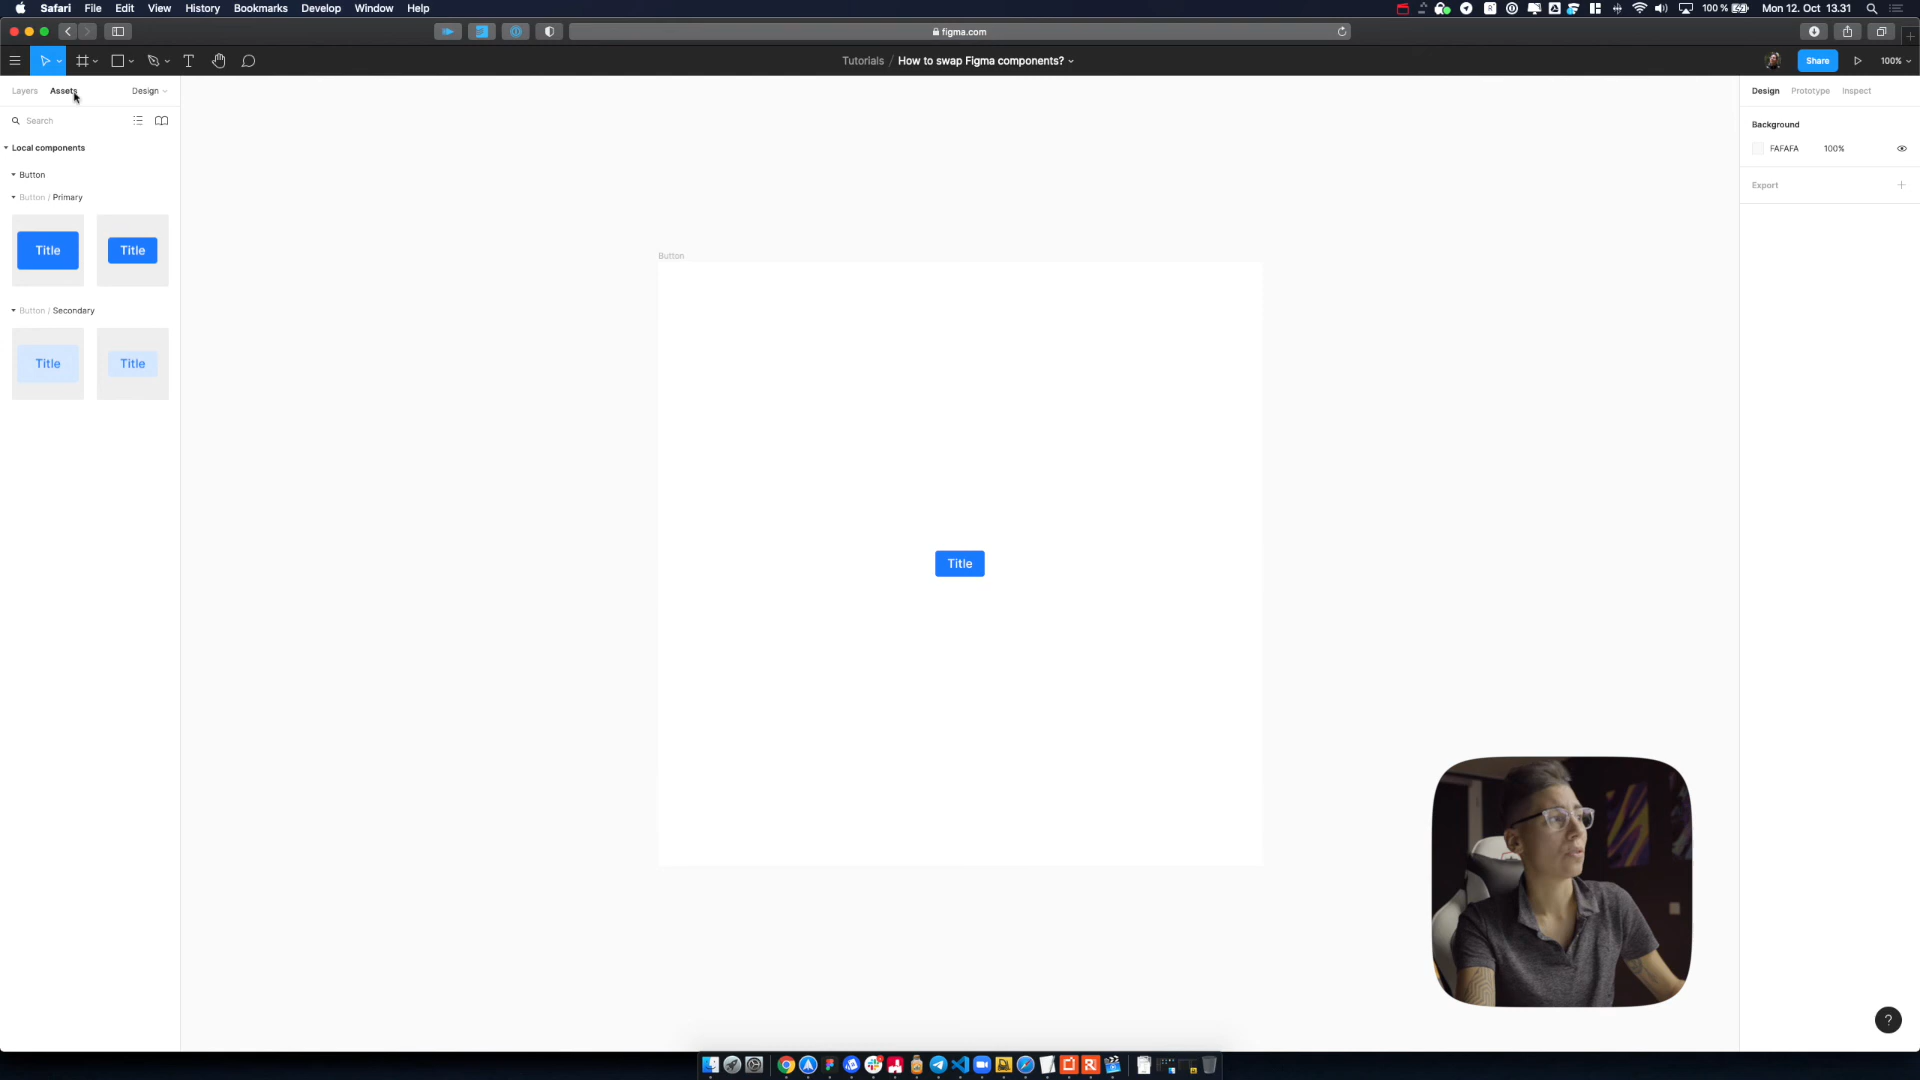 Safari File Edit View History Bookmarks Develop Window Help 100 % Mon 12. Oct 13.31
figma.com
Tutorials / How to swap Figma components? Share 100%
Layers Assets Design
Design Prototype Inspect
Search
Background
Local components
FAFAFA 100%
Button
Export
Button / Primary
Title Title
Button
Button / Secondary
Title Title
Title
?